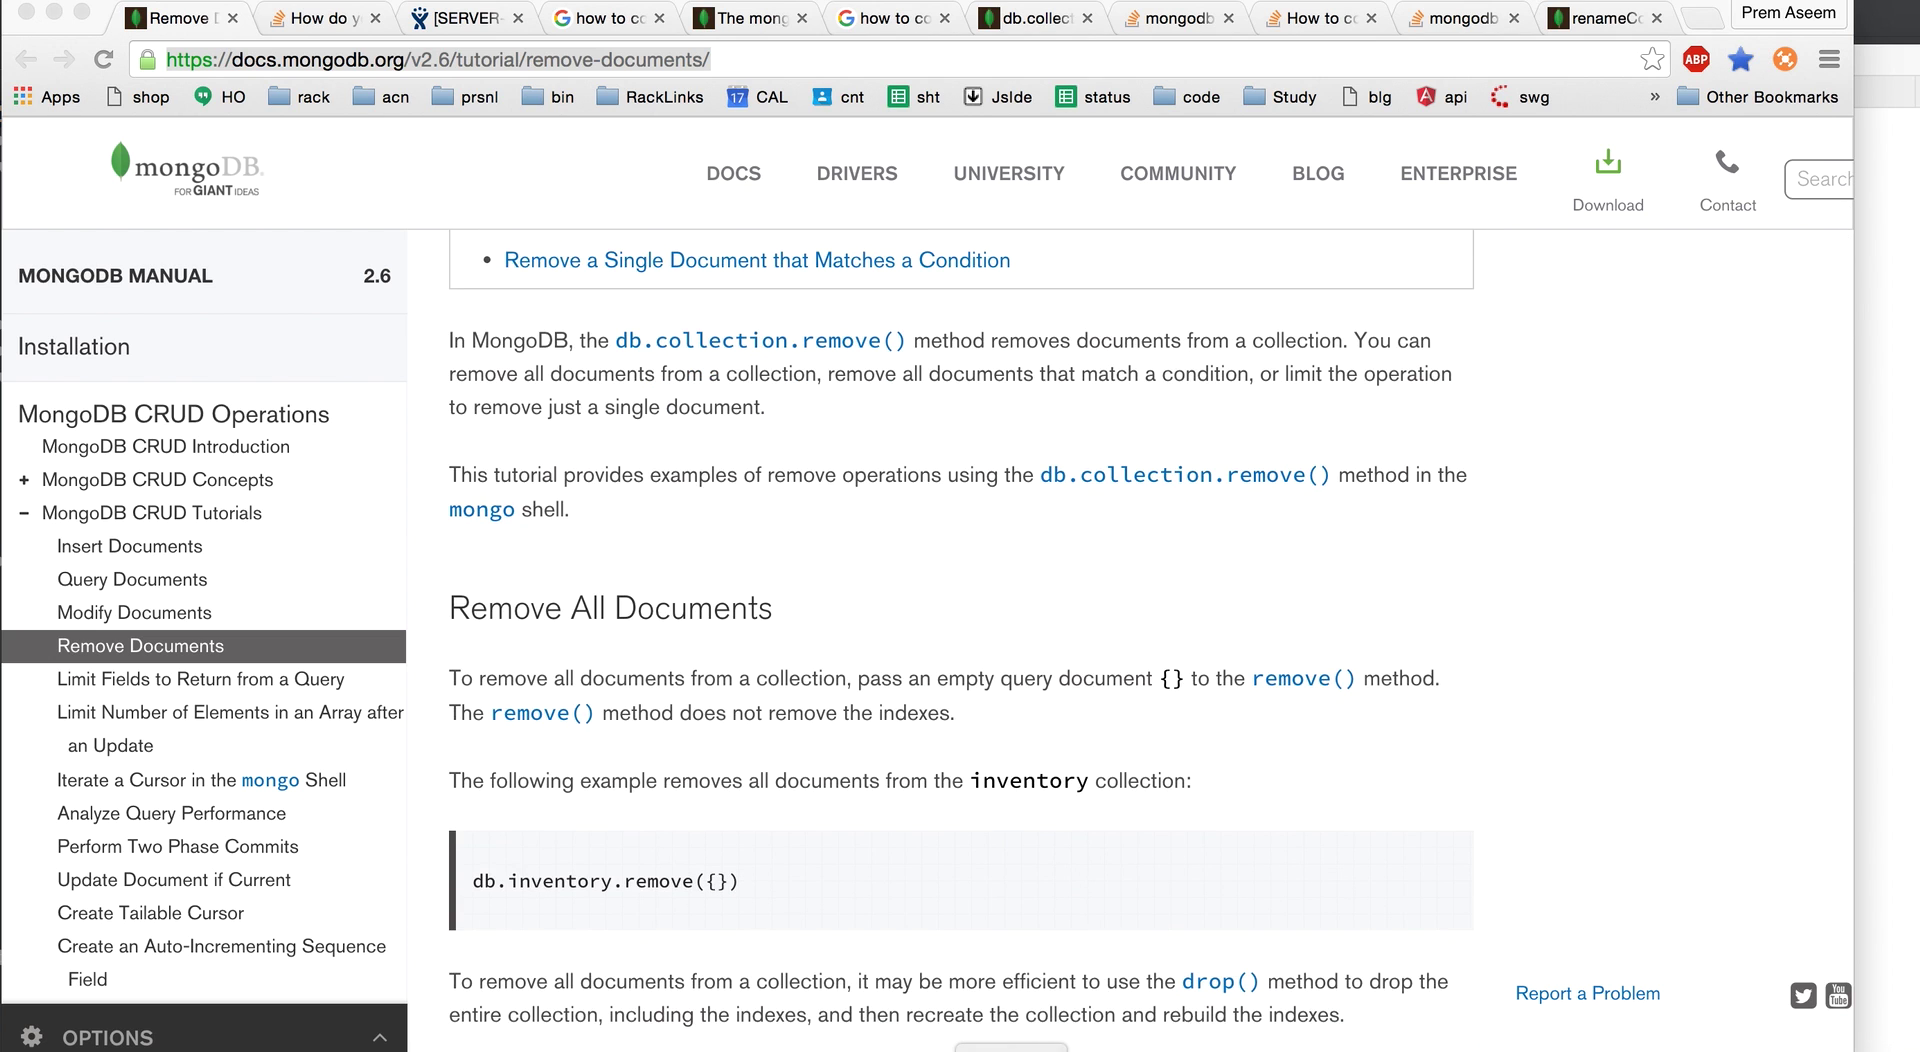 Remove
How do y
[SERVER-
how to co
The mong
how to co
db.collec
mongodb
How to co
mongodb
renameCo
Prem Aseem
https://docs.mongodb.org/v2.6/tutorial/remove-documents/
ABP
Apps
shop
HO
rack
acn
prsnl
bin
RackLinks
17 CAL
cnt
sht
JsIde
status
code
Study
blg
api
swg
»
Other Bookmarks
mongoDB.
FOR GIANT IDEAS
DOCS
DRIVERS
UNIVERSITY
COMMUNITY
BLOG
ENTERPRISE
Download
Contact
Search
MONGODB MANUAL 2.6
Installation
MongoDB CRUD Operations
MongoDB CRUD Introduction
+ MongoDB CRUD Concepts
– MongoDB CRUD Tutorials
Insert Documents
Query Documents
Modify Documents
Remove Documents
Limit Fields to Return from a Query
Limit Number of Elements in an Array after
an Update
Iterate a Cursor in the mongo Shell
Analyze Query Performance
Perform Two Phase Commits
Update Document if Current
Create Tailable Cursor
Create an Auto-Incrementing Sequence
Field
OPTIONS
• Remove a Single Document that Matches a Condition
In MongoDB, the db.collection.remove() method removes documents from a collection. You can
remove all documents from a collection, remove all documents that match a condition, or limit the operation
to remove just a single document.
This tutorial provides examples of remove operations using the db.collection.remove() method in the
mongo shell.
Remove All Documents
To remove all documents from a collection, pass an empty query document {} to the remove() method.
The remove() method does not remove the indexes.
The following example removes all documents from the inventory collection:
db.inventory.remove({})
To remove all documents from a collection, it may be more efficient to use the drop() method to drop the
entire collection, including the indexes, and then recreate the collection and rebuild the indexes.
Report a Problem
You
Tube